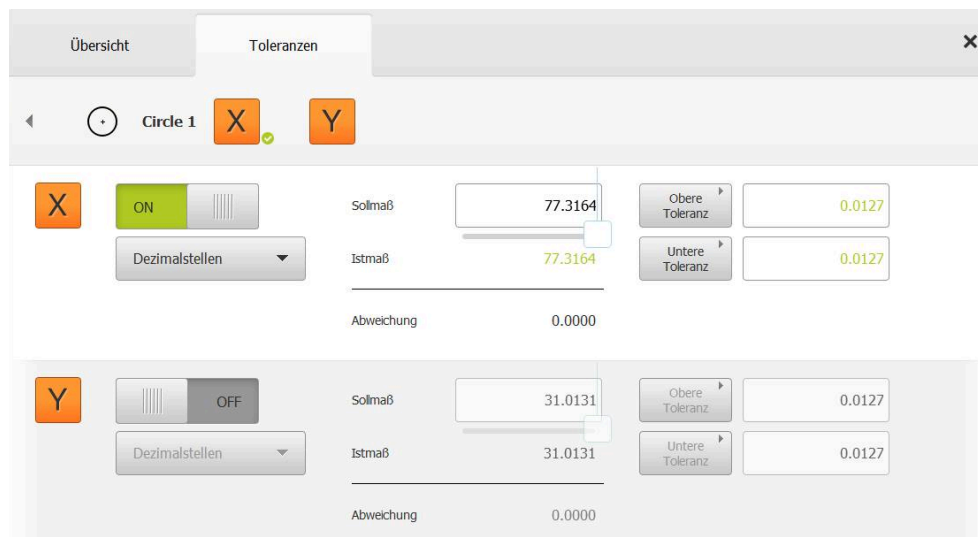 Übersicht Toleranzen
Circle 1 X Y
X ON Sollmaß 77.3164 Obere Toleranz 0.0127
Dezimalstellen Istmaß 77.3164 Untere Toleranz 0.0127
Abweichung 0.0000
Y OFF Sollmaß 31.0131 Obere Toleranz 0.0127
Dezimalstellen Istmaß 31.0131 Untere Toleranz 0.0127
Abweichung 0.0000